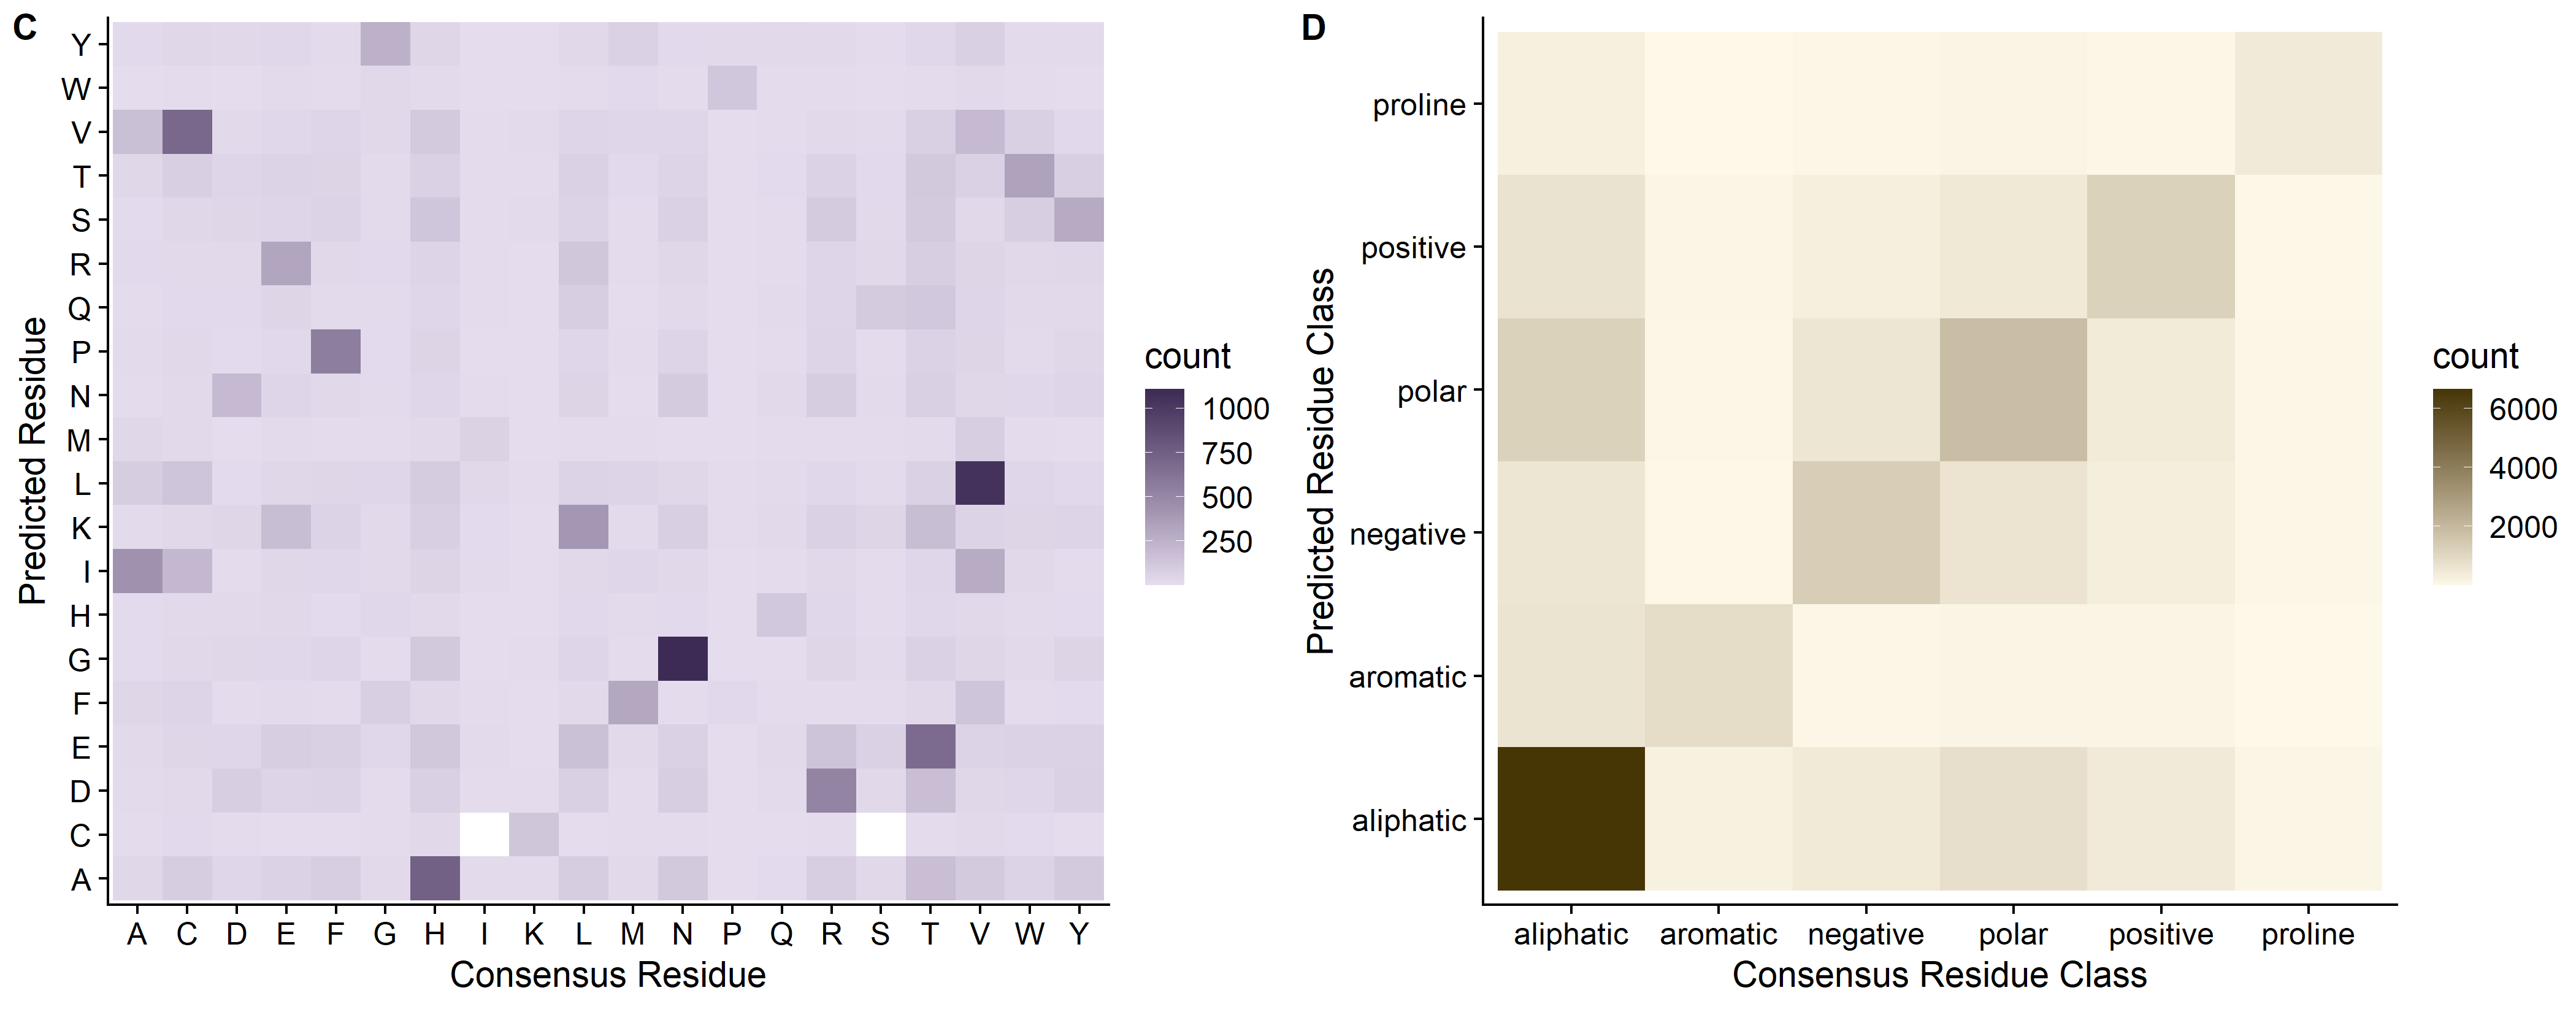 C
Predicted Residue
Y
W
V
T
S
R
Q
P
N
M
L
K
I
H
G
F
E
D
C
A
A C D E F G H I K L M N P Q R S T V W Y
Consensus Residue
count
1000
750
500
250
D
Predicted Residue Class
proline
positive
polar
negative
aromatic
aliphatic
aliphatic aromatic negative polar positive proline
Consensus Residue Class
count
6000
4000
2000